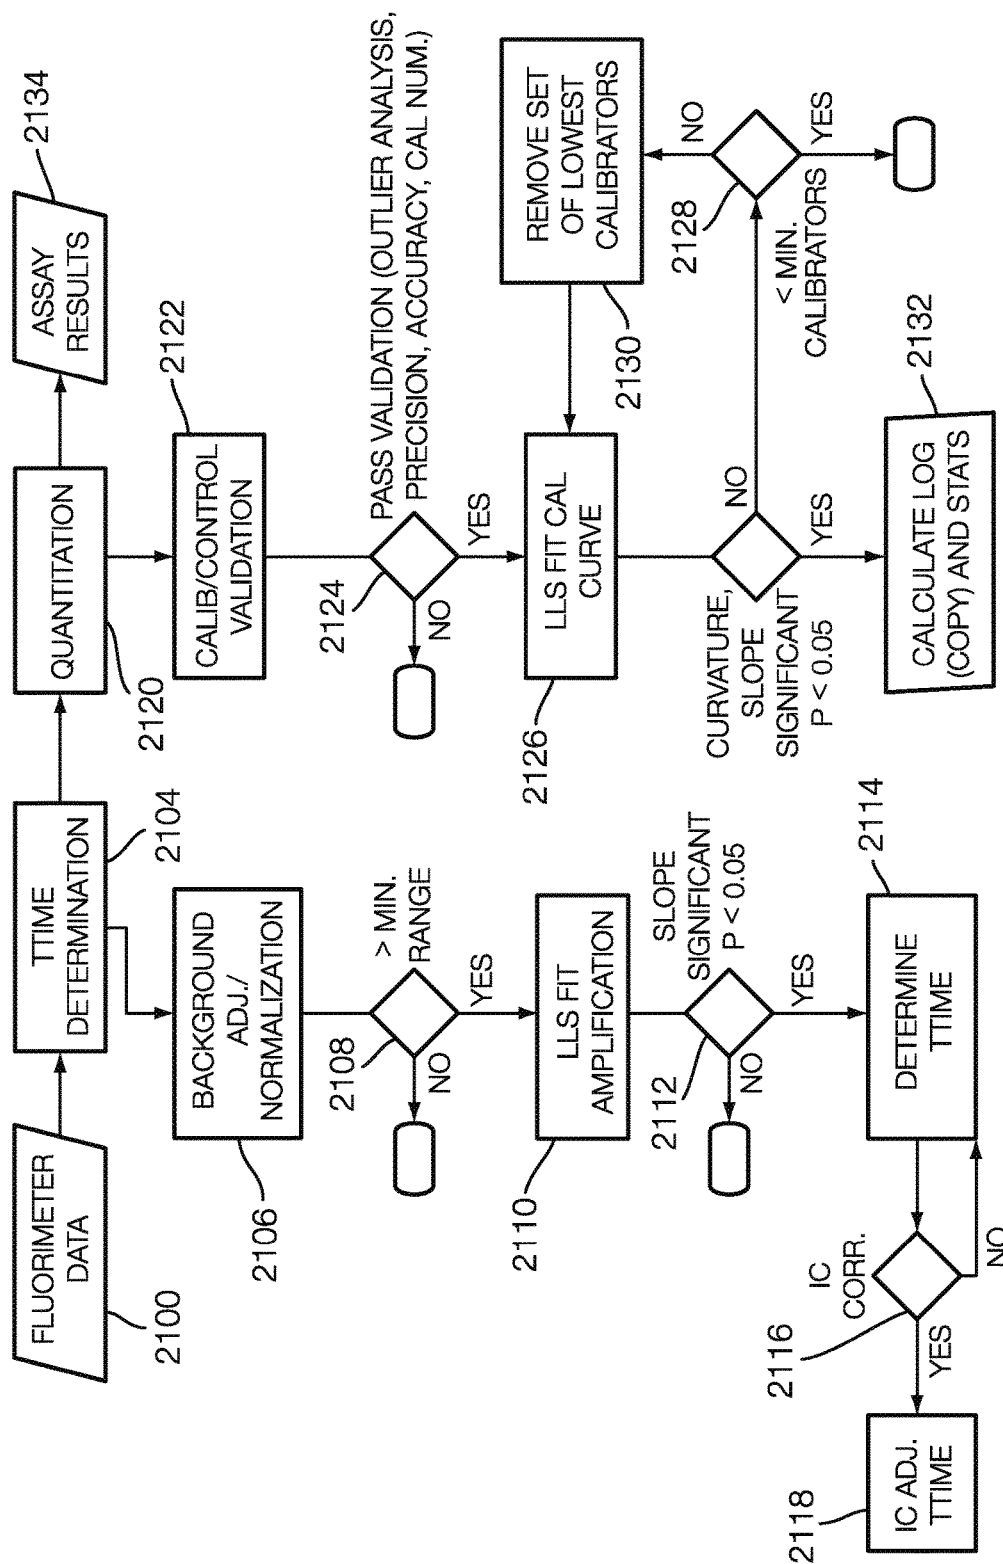 FLUORIMETER
DATA
2100
TTIME
DETERMINATION
2104
QUANTITATION
2120
ASSAY
RESULTS
2134
BACKGROUND
ADJ./
NORMALIZATION
2106
> MIN.
RANGE
2108
NO
YES
LLS FIT
AMPLIFICATION
2110
SLOPE
SIGNIFICANT
P < 0.05
2112
NO
YES
DETERMINE
TTIME
2114
IC
CORR.
2116
NO
YES
IC ADJ.
TTIME
2118
CALIB/CONTROL
VALIDATION
2122
PASS VALIDATION (OUTLIER ANALYSIS,
PRECISION, ACCURACY, CAL NUM.)
2124
NO
YES
LLS FIT CAL
CURVE
2126
CURVATURE,
SLOPE
SIGNIFICANT
P < 0.05
NO
YES
CALCULATE LOG
(COPY) AND STATS
2132
< MIN.
CALIBRATORS
2128
NO
YES
REMOVE SET
OF LOWEST
CALIBRATORS
2130